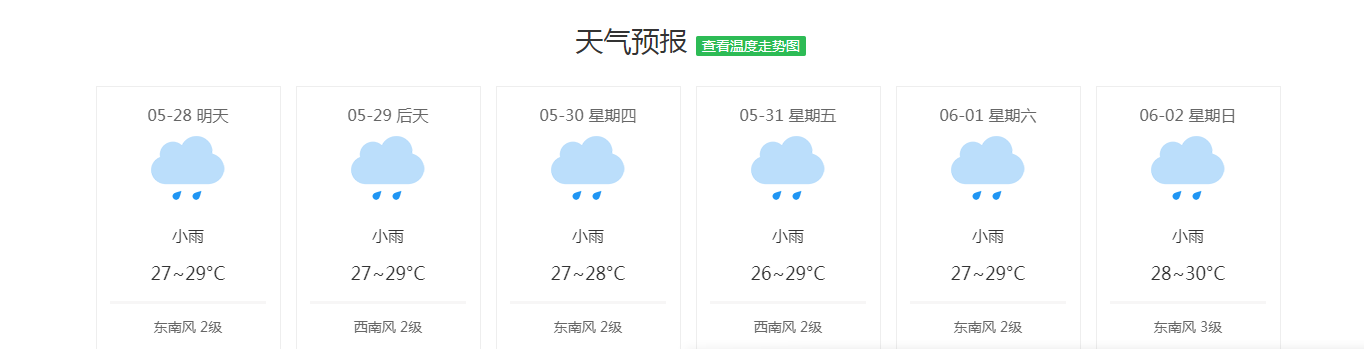 天气预报 查看温度走势图
05-28 明天
小雨
27~29°C
东南风 2级
05-29 后天
小雨
27~29°C
西南风 2级
05-30 星期四
小雨
27~28°C
东南风 2级
05-31 星期五
小雨
26~29°C
西南风 2级
06-01 星期六
小雨
27~29°C
东南风 2级
06-02 星期日
小雨
28~30°C
东南风 3级